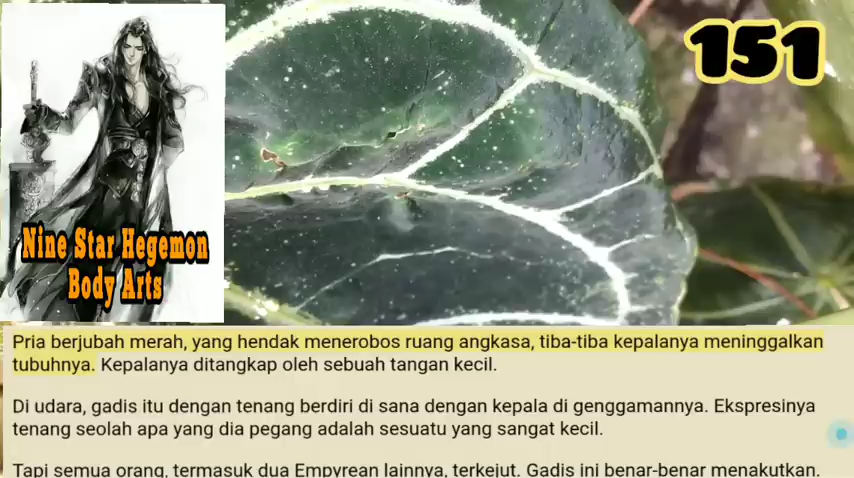 151
Nine Star Hegemon
Body Arts
Pria berjubah merah, yang hendak menerobos ruang angkasa, tiba-tiba kepalanya meninggalkan
tubuhnya. Kepalanya ditangkap oleh sebuah tangan kecil.
Di udara, gadis itu dengan tenang berdiri di sana dengan kepala di genggamannya. Ekspresinya
tenang seolah apa yang dia pegang adalah sesuatu yang sangat kecil.
Tapi semua orang, termasuk dua Empyrean lainnya, terkejut. Gadis ini benar-benar menakutkan.